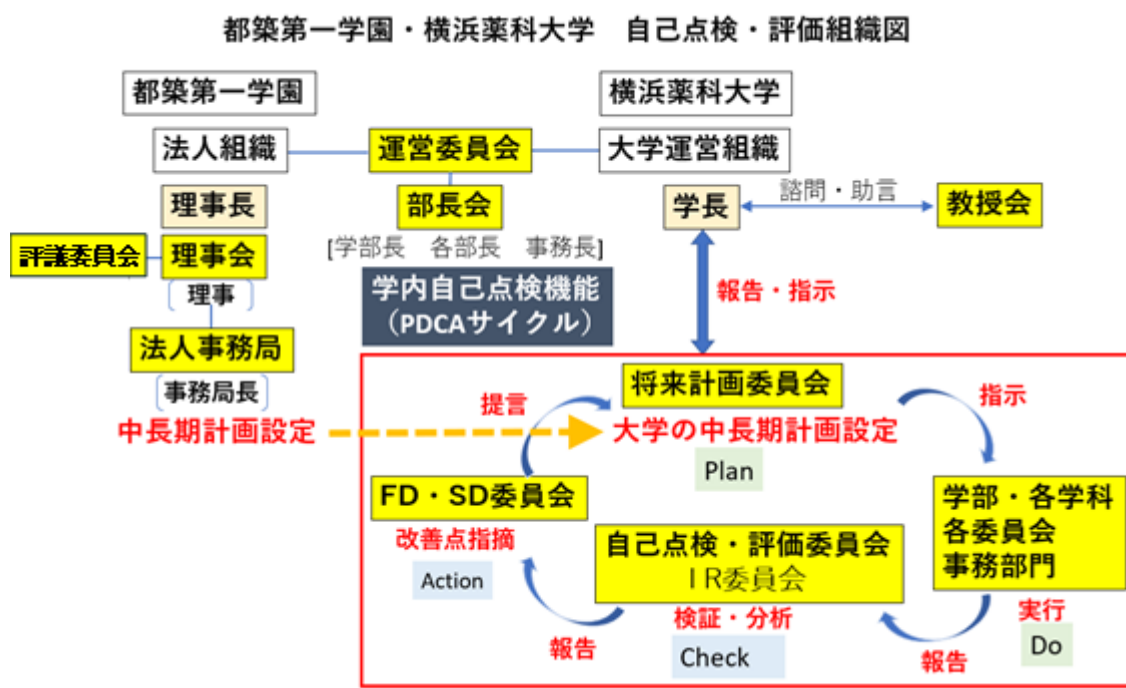 都築第一学園・横浜薬科大学 自己点検・評価組織図
都築第一学園
横浜薬科大学
法人組織
運営委員会
大学運営組織
理事長
部長会
学長
諮問・助言
教授会
[学部長 各部長 事務長]
評議委員会
理事会
(理事)
学内自己点検機能
(PDCAサイクル)
報告・指示
法人事務局
(事務局長)
中長期計画設定
将来計画委員会
提言
指示
大学の中長期計画設定
Plan
FD・SD委員会
改善点指摘
Action
自己点検・評価委員会
IR委員会
検証・分析
Check
学部・各学科
各委員会
事務部門
実行
Do
報告
報告